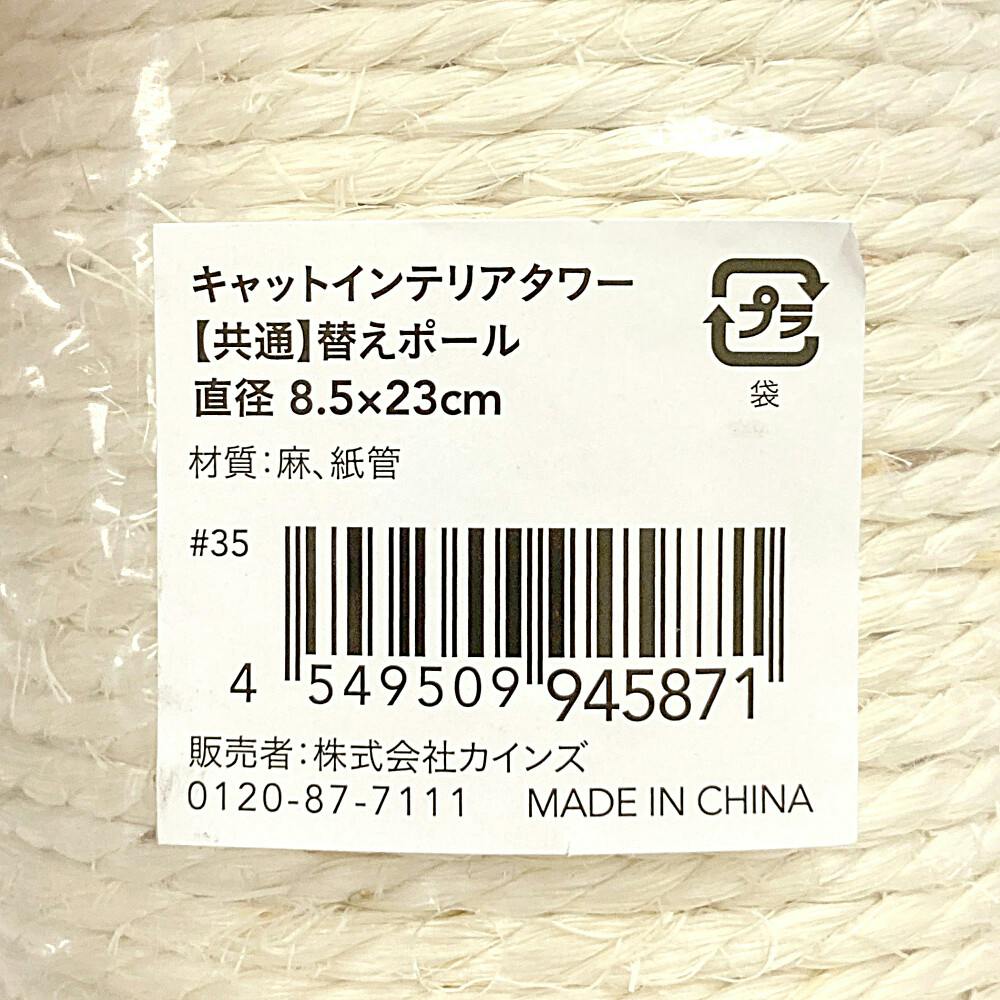 キャットインテリアタワー
【共通】替えポール
直径 8.5×23cm
材質：麻、紙管
プラ
袋
#35
4 549509 945871
販売者：株式会社カインズ
0120-87-7111 MADE IN CHINA